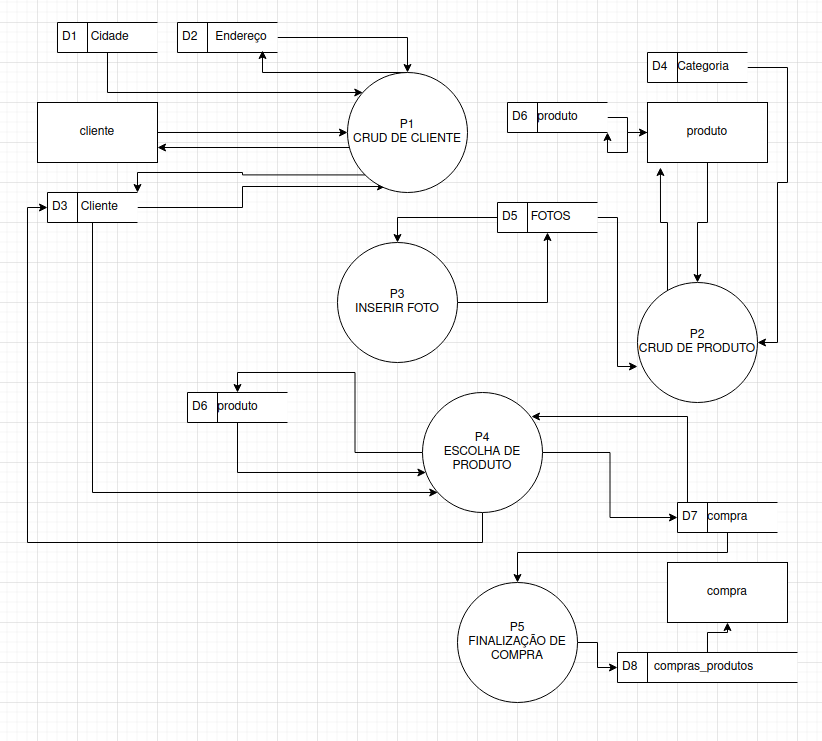 D1 Cidade
D2 Endereço
D4 Categoria
P1
CRUD DE CLIENTE
cliente
D6 produto
produto
D3 Cliente
D5 FOTOS
P3
INSERIR FOTO
P2
CRUD DE PRODUTO
D6 produto
P4
ESCOLHA DE
PRODUTO
D7 compra
compra
P5
FINALIZAÇÃO DE
COMPRA
D8 compras_produtos